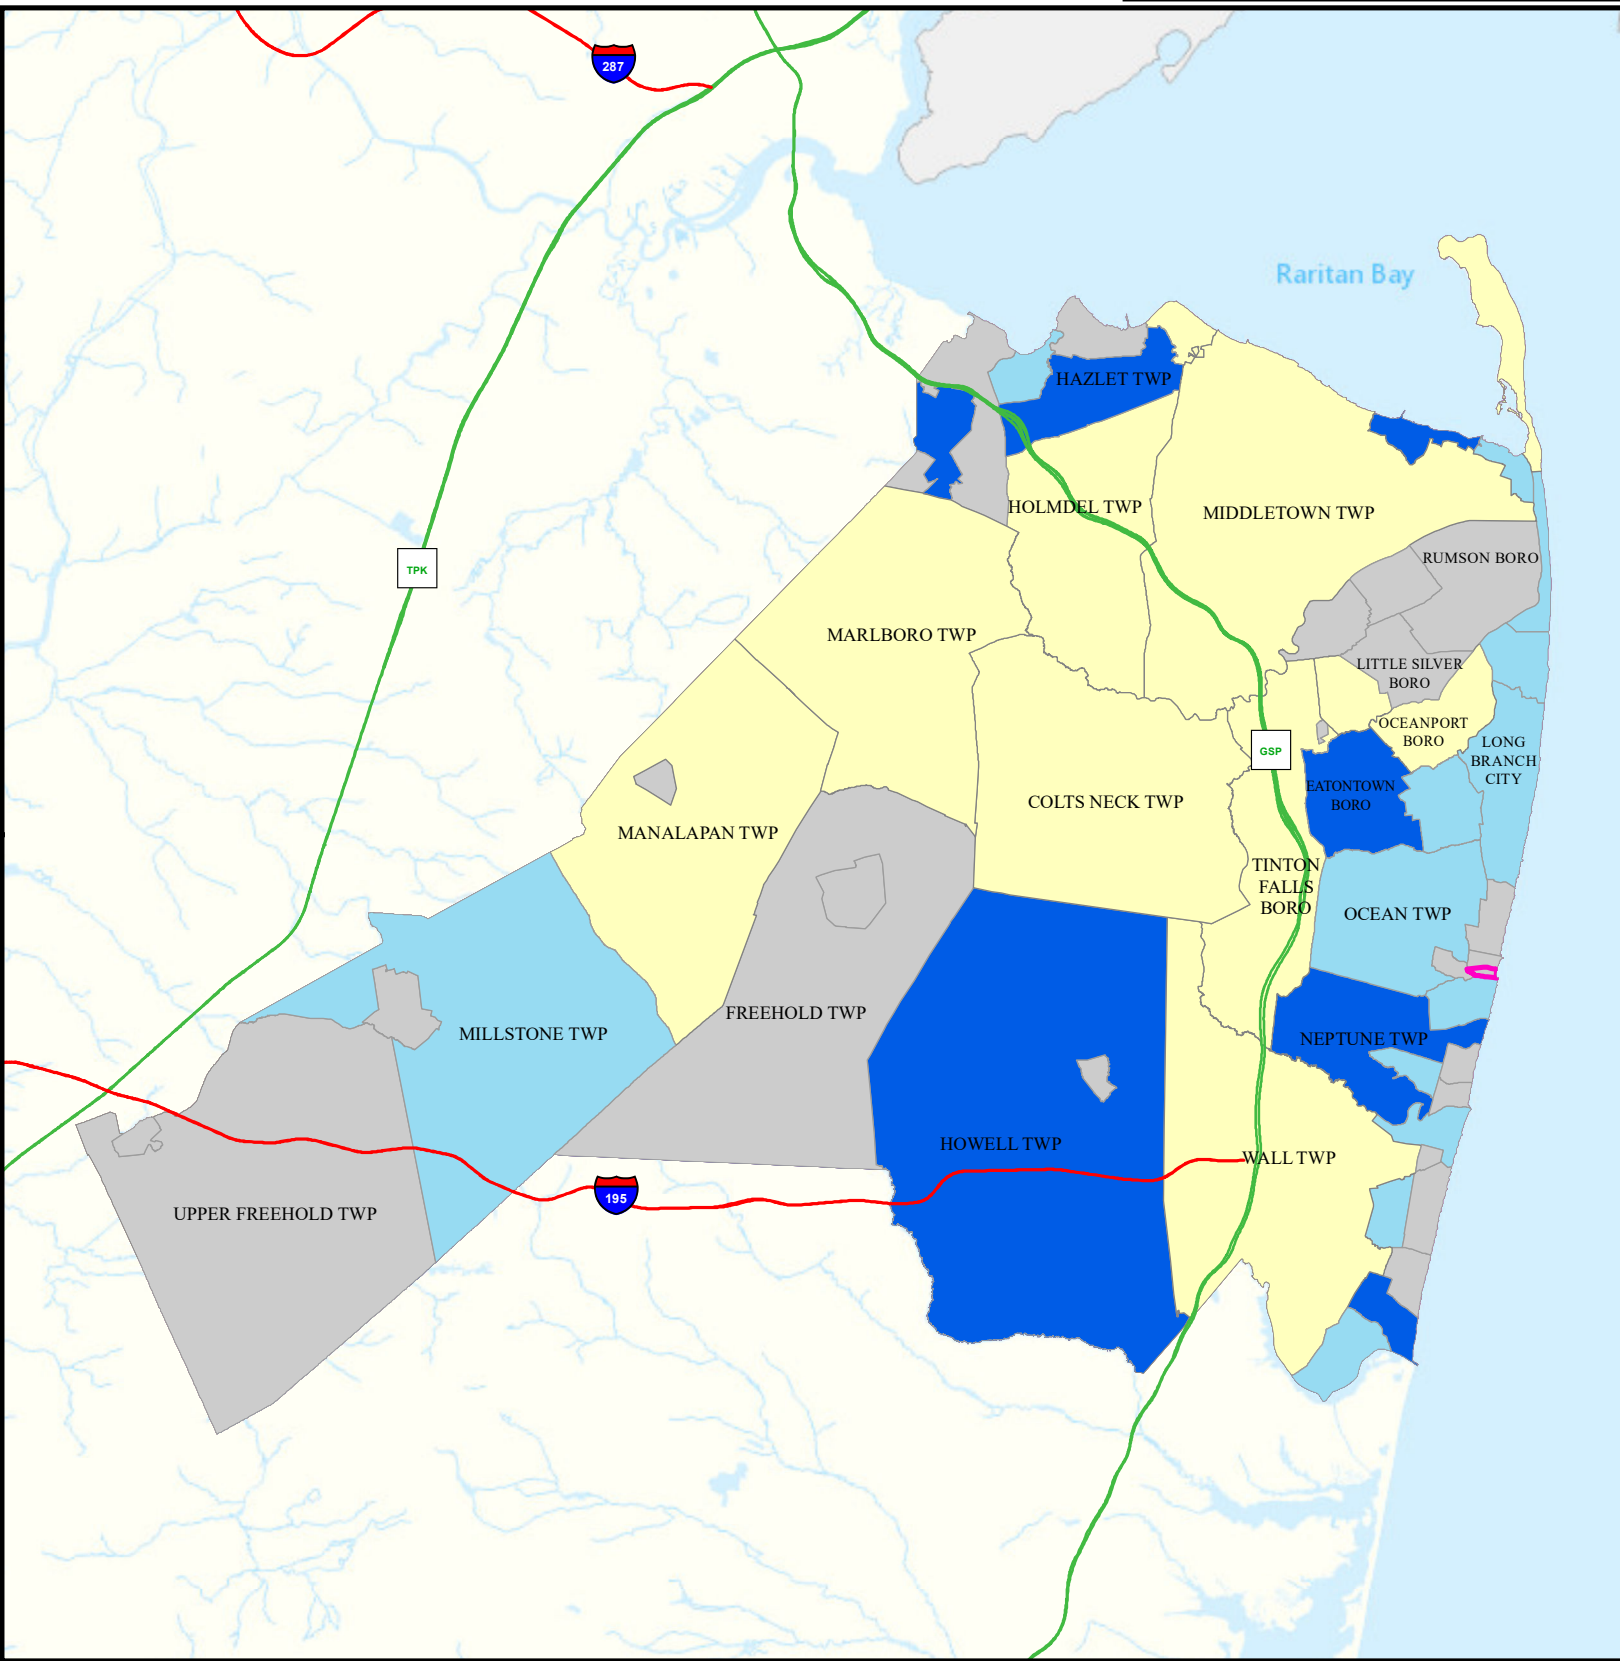 287
Raritan Bay
HAZLET TWP
HOLMDEL TWP
MIDDLETOWN TWP
RUMSON BORO
TPK
MARLBORO TWP
LITTLE SILVER
BORO
OCEANPORT
BORO
GSP
LONG
BRANCH
CITY
EATONTOWN
BORO
COLTS NECK TWP
MANALAPAN TWP
TINTON
FALLS
BORO
OCEAN TWP
FREEHOLD TWP
MILLSTONE TWP
NEPTUNE TWP
HOWELL TWP
WALL TWP
195
UPPER FREEHOLD TWP